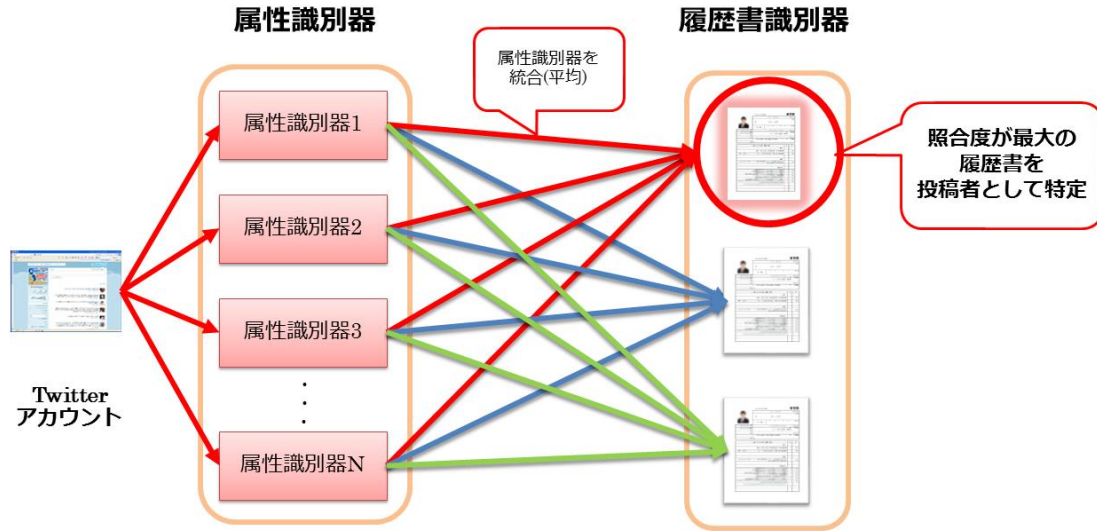 属性識別器
履歴書識別器
属性識別器を
統合(平均)
属性識別器1
属性識別器2
属性識別器3
・
・
・
属性識別器N
Twitter
アカウント
照合度が最大の
履歴書を
投稿者として特定